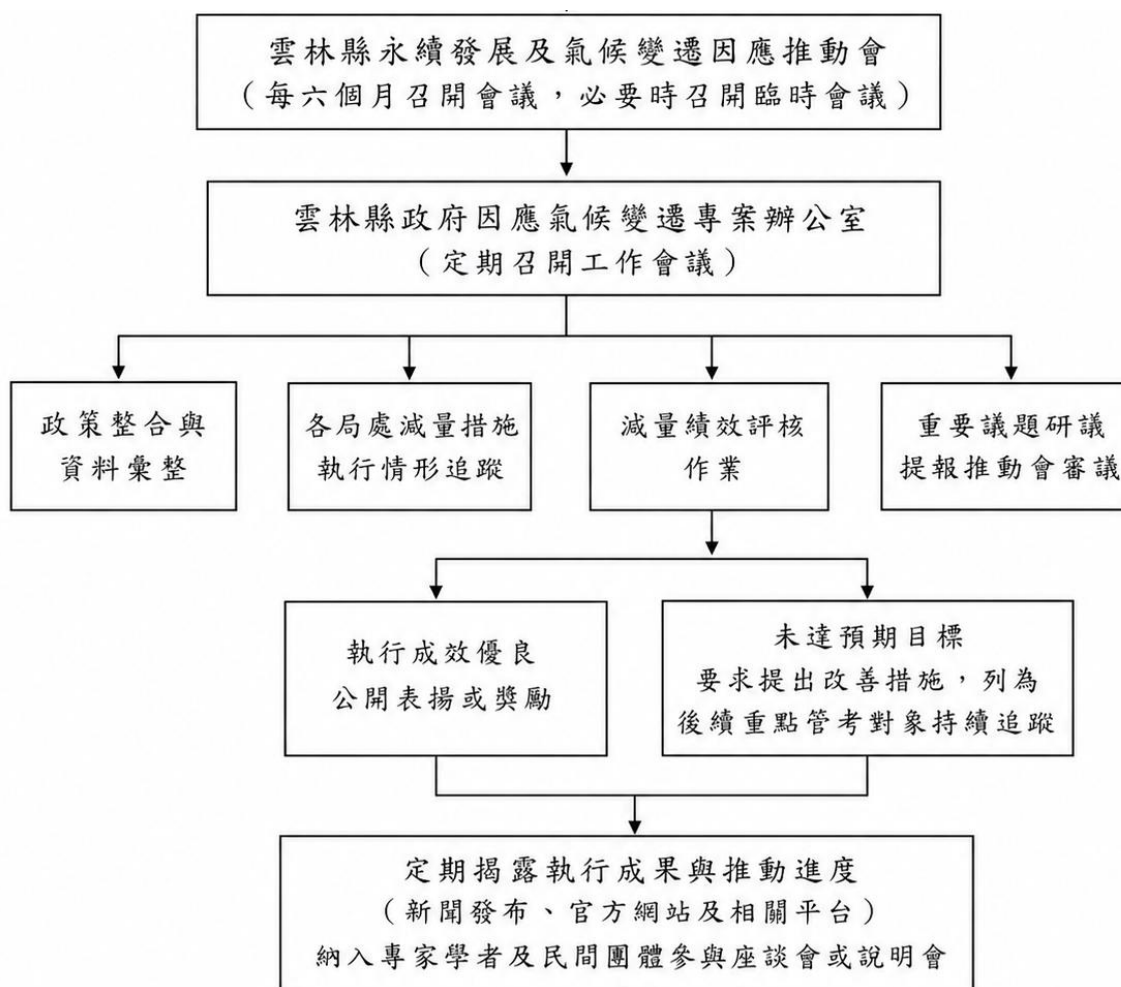 雲林縣永續發展及氣候變遷因應推動會
（每六個月召開會議，必要時召開臨時會議）
雲林縣政府因應氣候變遷專案辦公室
（定期召開工作會議）
政策整合與
資料彙整
各局處減量措施
執行情形追蹤
減量績效評核
作業
重要議題研議
提報推動會審議
執行成效優良
公開表揚或獎勵
未達預期目標
要求提出改善措施，列為
後續重點管考對象持續追蹤
定期揭露執行成果與推動進度
（新聞發布、官方網站及相關平台）
納入專家學者及民間團體參與座談會或說明會